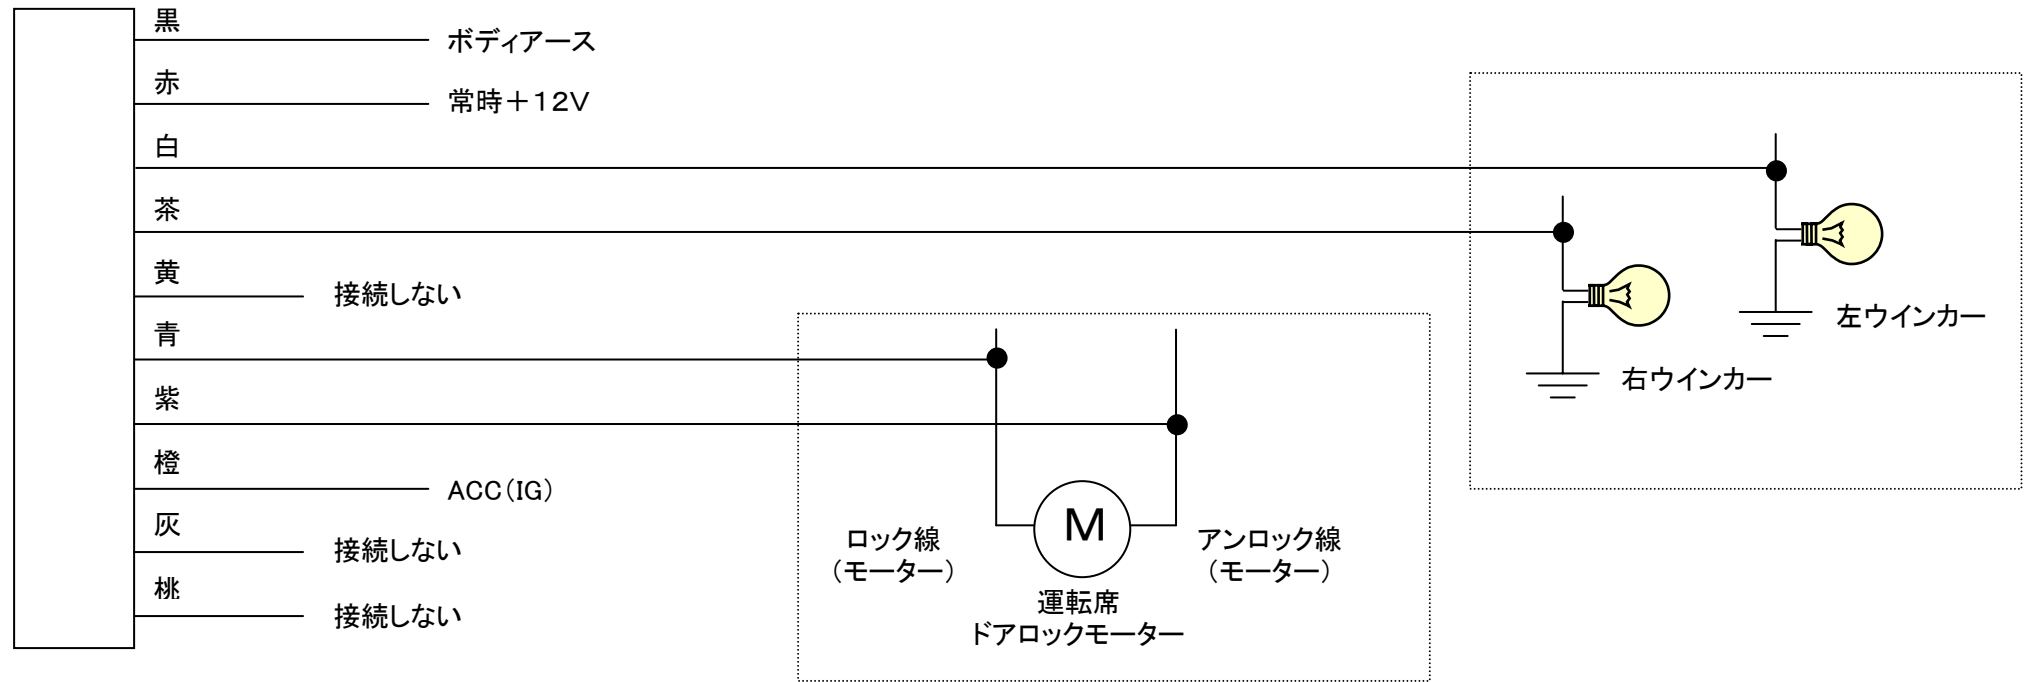 黒
ボディアース
赤
常時＋１２V
白
茶
黄
接続しない
青
紫
橙
ACC（IG）
灰
接続しない
桃
接続しない
ロック線
（モーター）
M
アンロック線
（モーター）
運転席
ドアロックモーター
左ウインカー
右ウインカー